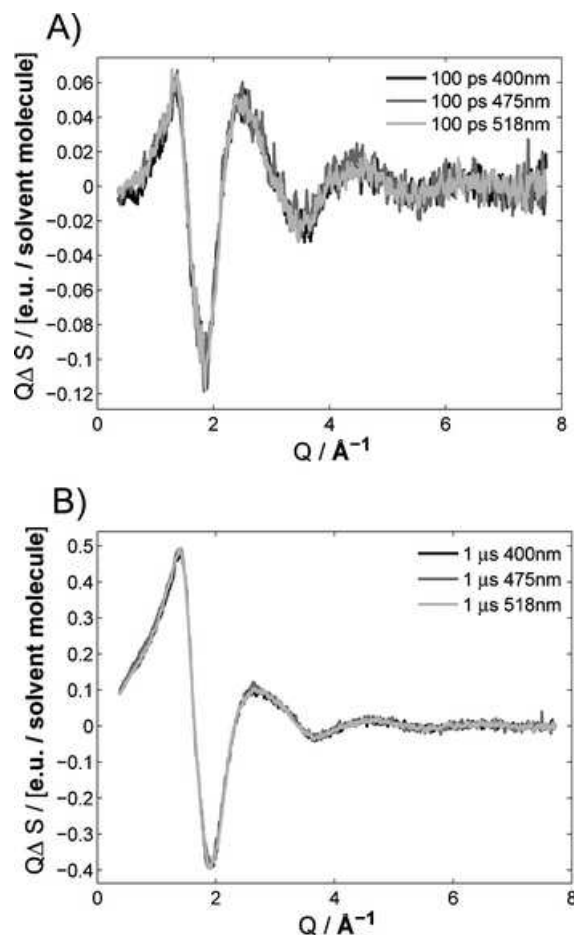 A)
QΔ S / [e.u. / solvent molecule]
0.06
0.04
0.02
0
−0.02
−0.04
−0.06
−0.08
−0.1
−0.12
100 ps 400nm
100 ps 475nm
100 ps 518nm
0 2 4 6 8
Q / Å⁻¹
B)
QΔ S / [e.u. / solvent molecule]
0.5
0.4
0.3
0.2
0.1
0
−0.1
−0.2
−0.3
−0.4
1 μs 400nm
1 μs 475nm
1 μs 518nm
0 2 4 6 8
Q / Å⁻¹